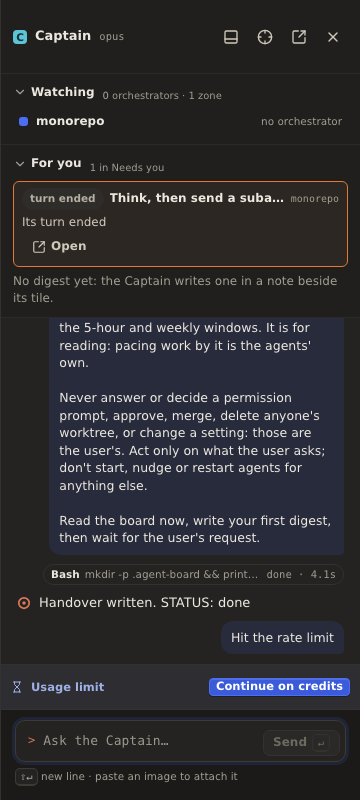 C Captain opus
Watching 0 orchestrators · 1 zone
monorepo no orchestrator
For you 1 in Needs you
turn ended Think, then send a suba… monorepo
Its turn ended
Open
No digest yet: the Captain writes one in a note beside
its tile.
the 5-hour and weekly windows. It is for
reading: pacing work by it is the agents'
own.
Never answer or decide a permission
prompt, approve, merge, delete anyone's
worktree, or change a setting: those are
the user's. Act only on what the user asks;
don't start, nudge or restart agents for
anything else.
Read the board now, write your first digest,
then wait for the user's request.
Bash mkdir -p .agent-board && print… done · 4.1s
Handover written. STATUS: done
Hit the rate limit
Usage limit Continue on credits
> Ask the Captain… Send ↵
⇧↵ new line · paste an image to attach it